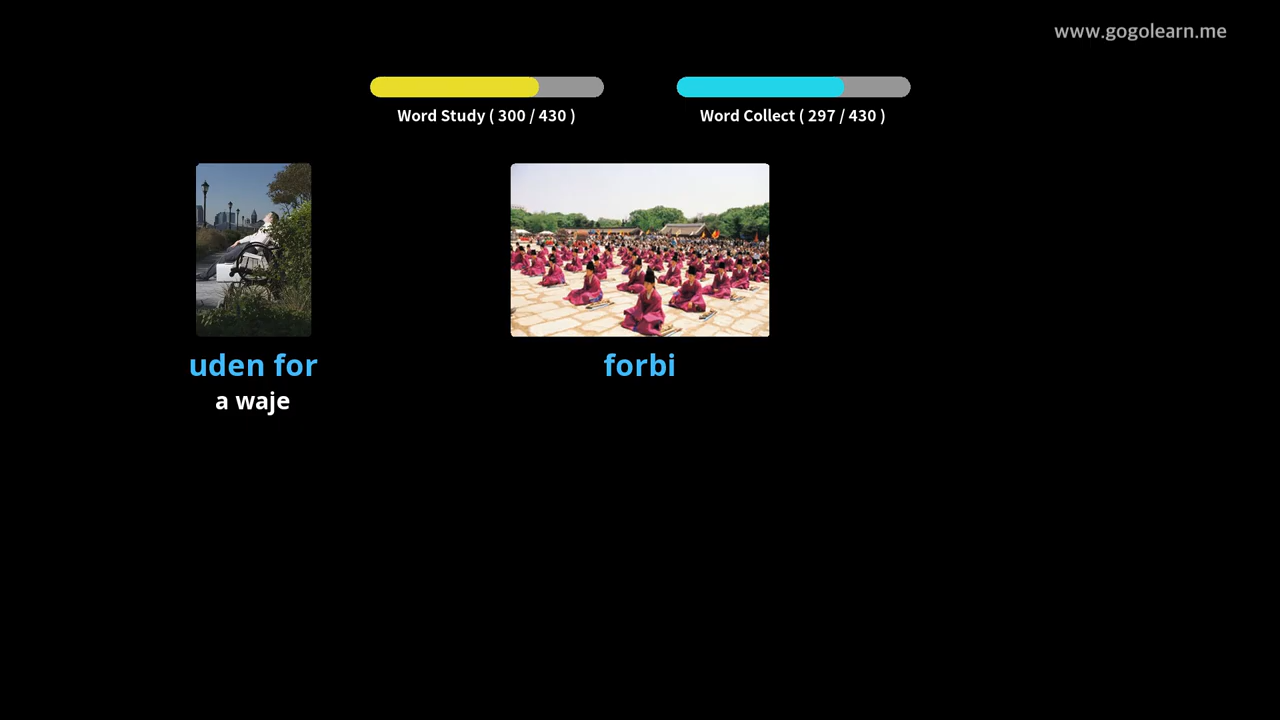 www.gogolearn.me
Word Study ( 300 / 430 )
Word Collect ( 297 / 430 )
uden for
a waje
forbi